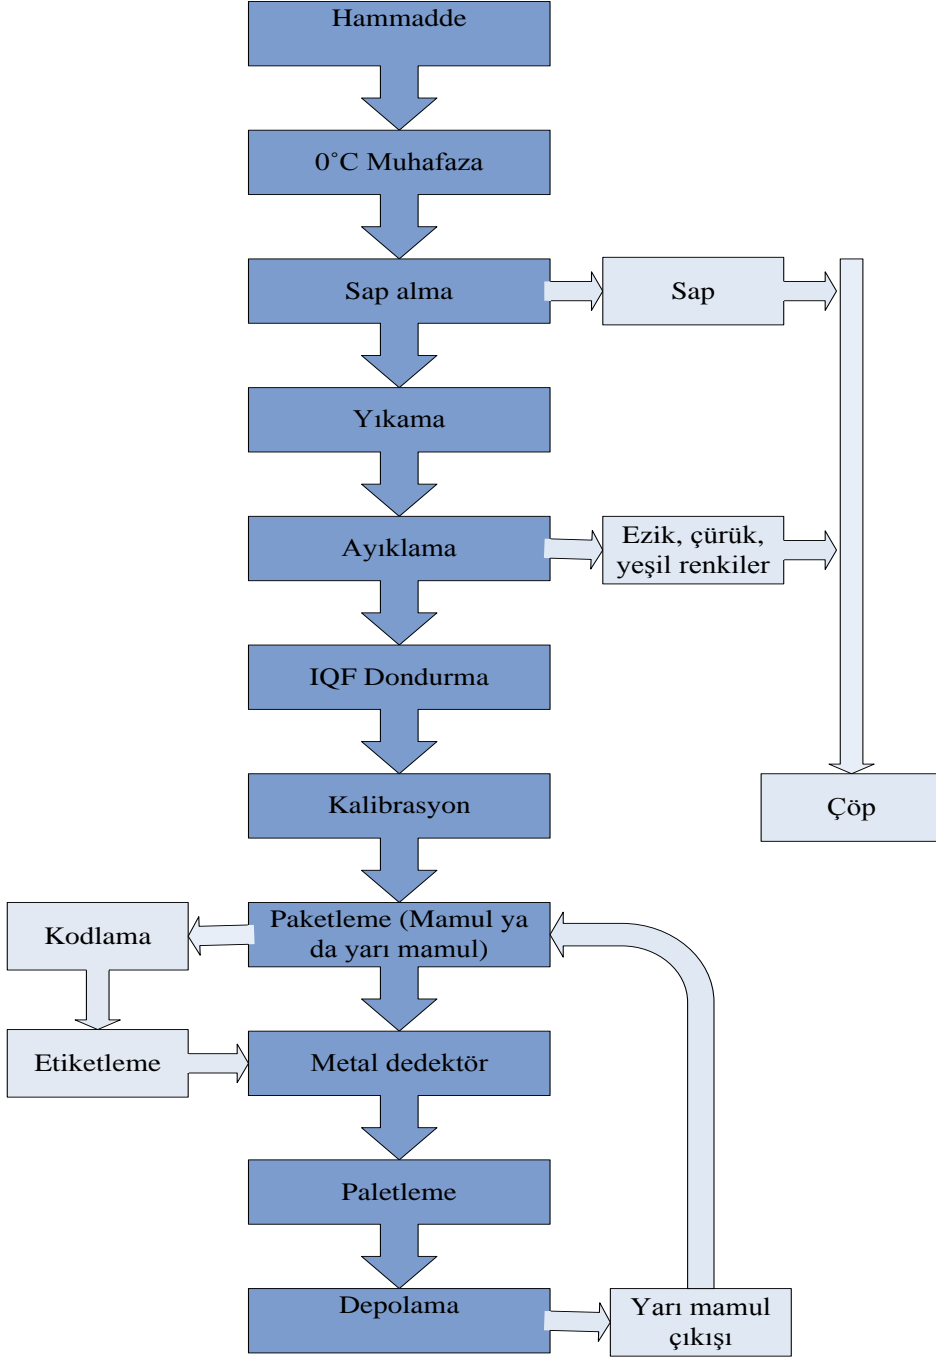 Hammadde
0˚C Muhafaza
Sap alma
Sap
Yıkama
Ayıklama
Ezik, çürük,
yeşil renkiler
IQF Dondurma
Kalibrasyon
Çöp
Paketleme (Mamul ya
da yarı mamul)
Kodlama
Etiketleme
Metal dedektör
Paletleme
Depolama
Yarı mamul
çıkışı